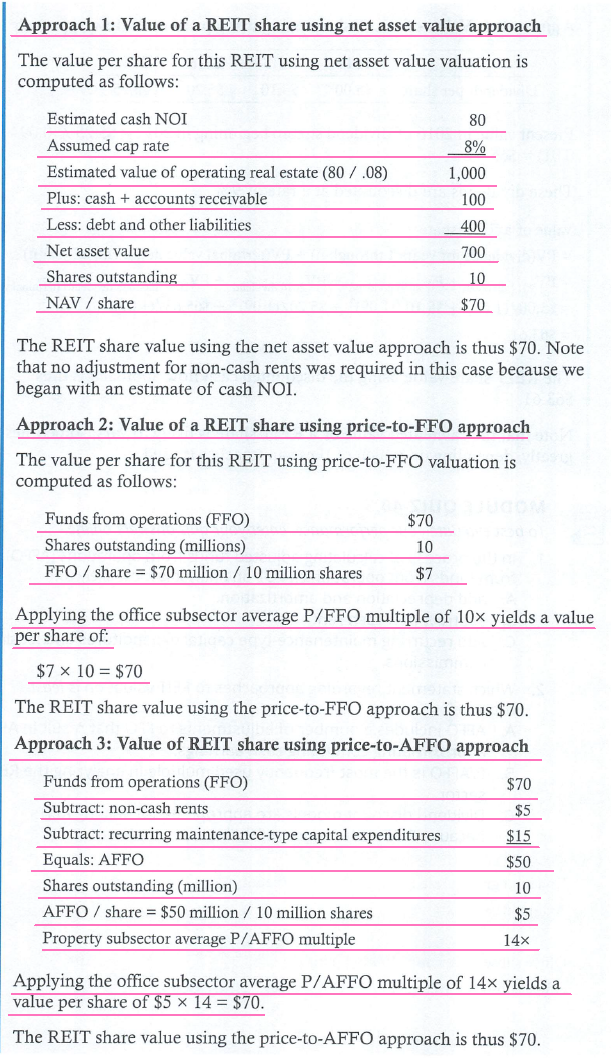 Approach 1: Value of a REIT share using net asset value approach
The value per share for this REIT using net asset value valuation is
computed as follows:
Estimated cash NOI 80
Assumed cap rate 8%
Estimated value of operating real estate (80 / .08) 1,000
Plus: cash + accounts receivable 100
Less: debt and other liabilities 400
Net asset value 700
Shares outstanding 10
NAV / share $70
The REIT share value using the net asset value approach is thus $70. Note
that no adjustment for non-cash rents was required in this case because we
began with an estimate of cash NOI.
Approach 2: Value of a REIT share using price-to-FFO approach
The value per share for this REIT using price-to-FFO valuation is
computed as follows:
Funds from operations (FFO) $70
Shares outstanding (millions) 10
FFO / share = $70 million / 10 million shares $7
Applying the office subsector average P/FFO multiple of 10× yields a value
per share of:
$7 × 10 = $70
The REIT share value using the price-to-FFO approach is thus $70.
Approach 3: Value of REIT share using price-to-AFFO approach
Funds from operations (FFO) $70
Subtract: non-cash rents $5
Subtract: recurring maintenance-type capital expenditures $15
Equals: AFFO $50
Shares outstanding (million) 10
AFFO / share = $50 million / 10 million shares $5
Property subsector average P/AFFO multiple 14×
Applying the office subsector average P/AFFO multiple of 14× yields a
value per share of $5 × 14 = $70.
The REIT share value using the price-to-AFFO approach is thus $70.